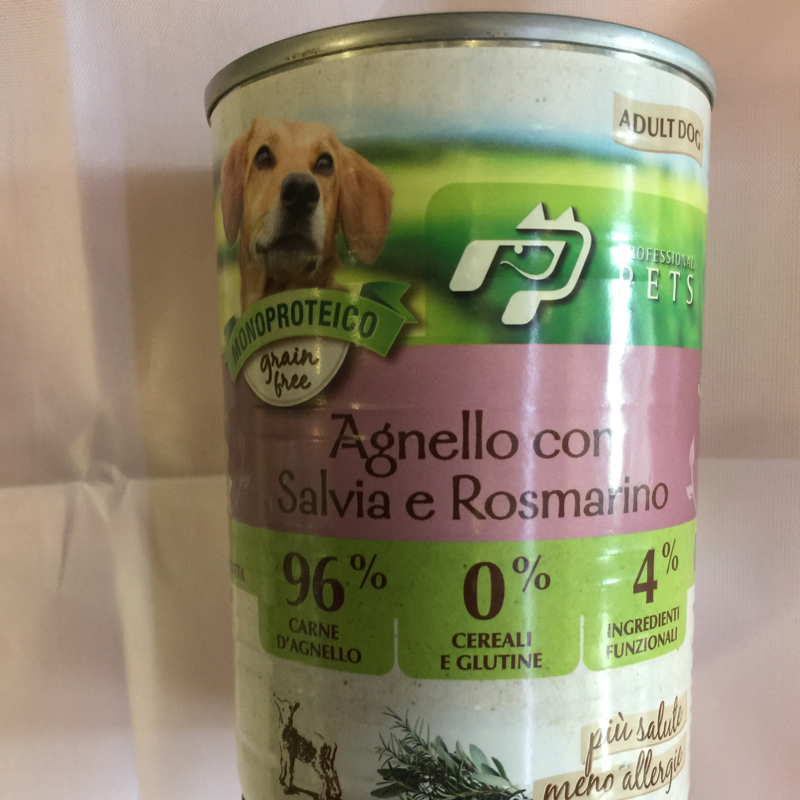 ADULT DOG
PROFESSIONAL
PETS
MONOPROTEICO
grain
free
Agnello con
Salvia e Rosmarino
96%
CARNE
D'AGNELLO
0%
CEREALI
E GLUTINE
4%
INGREDIENTI
FUNZIONALI
più salute
meno allergie